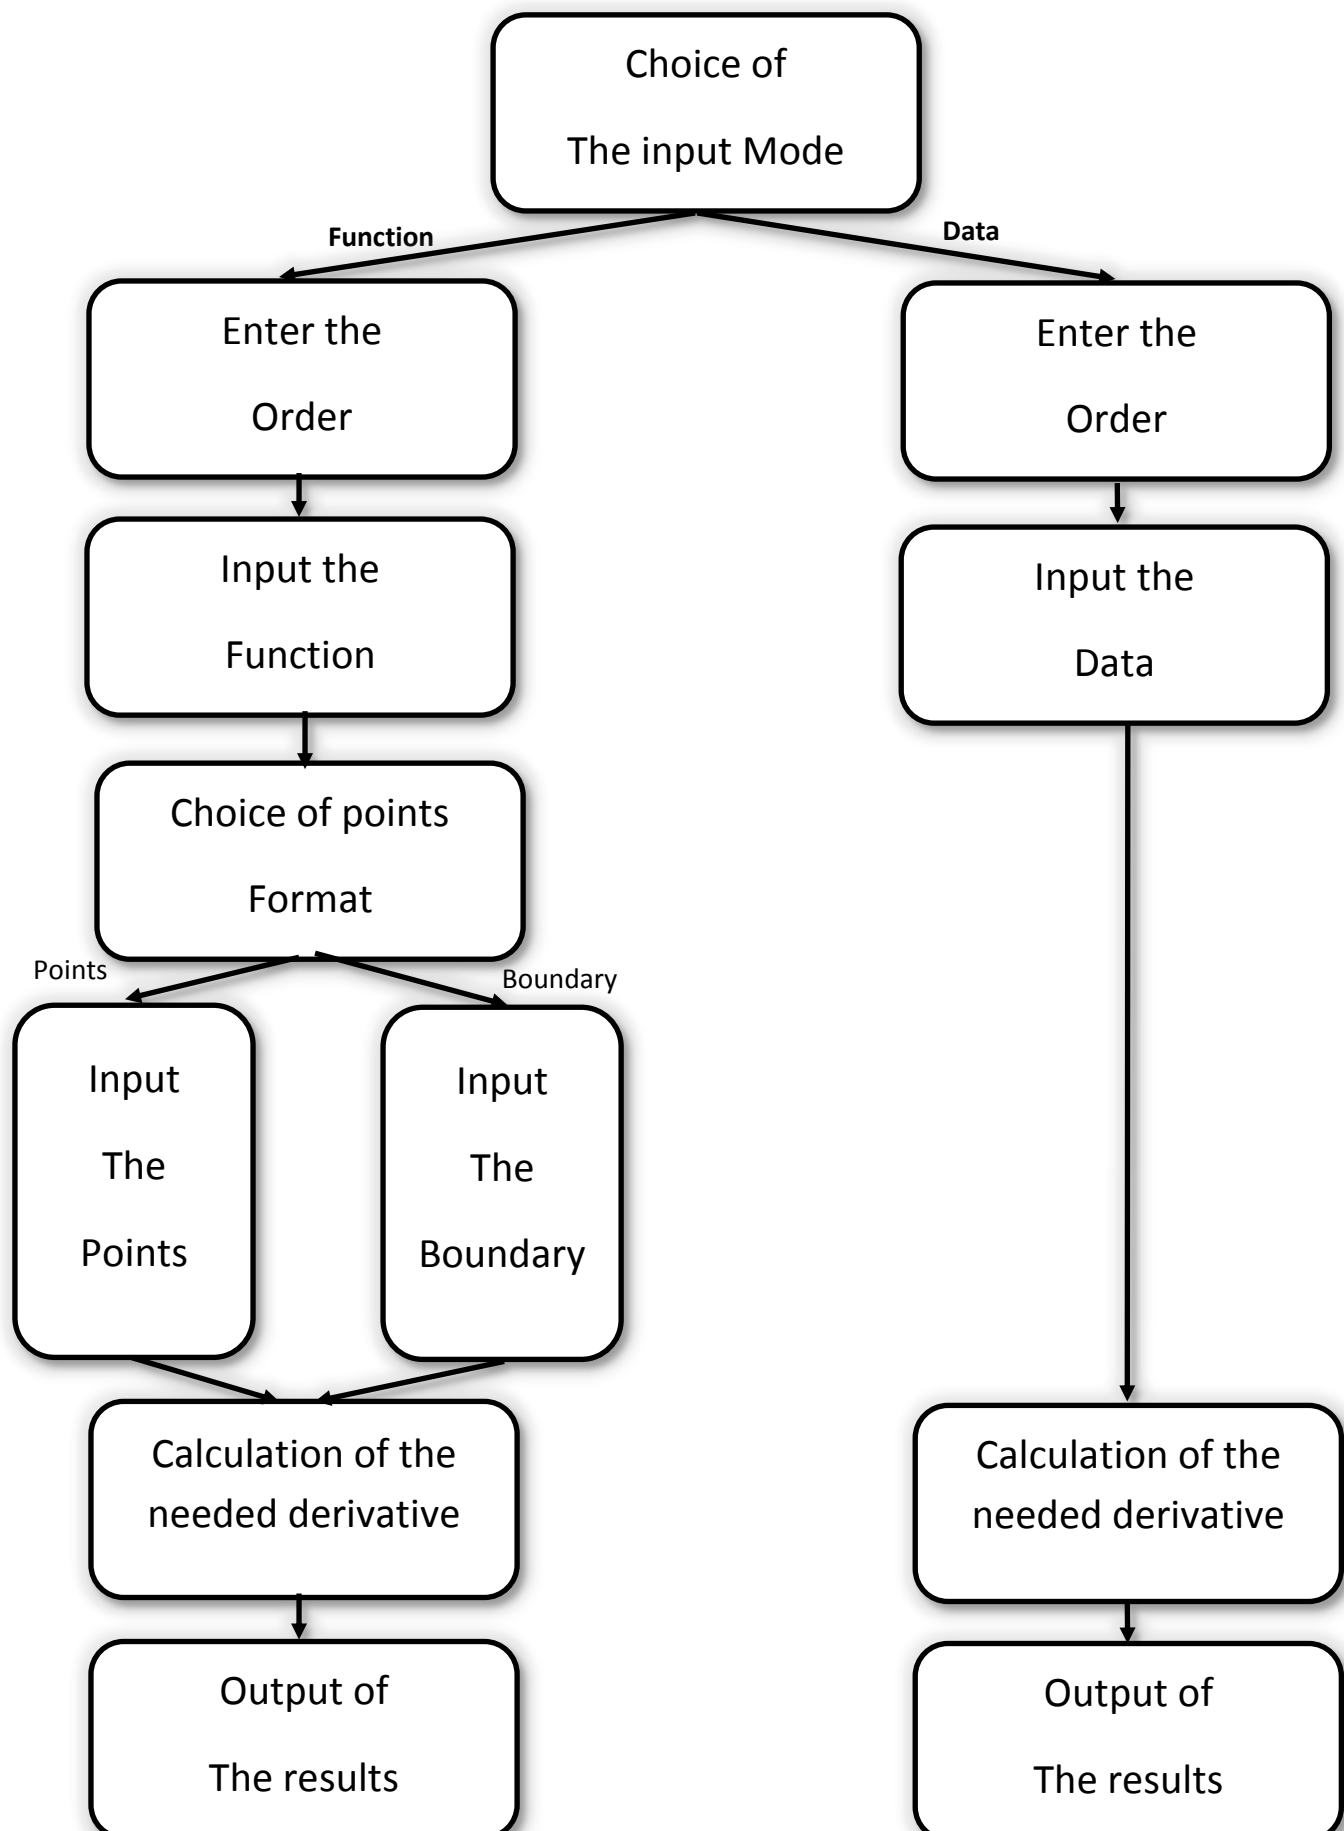 Choice of
The input Mode
Function
Data
Enter the
Order
Enter the
Order
Input the
Function
Input the
Data
Choice of points
Format
Points
Boundary
Input
The
Points
Input
The
Boundary
Calculation of the
needed derivative
Calculation of the
needed derivative
Output of
The results
Output of
The results